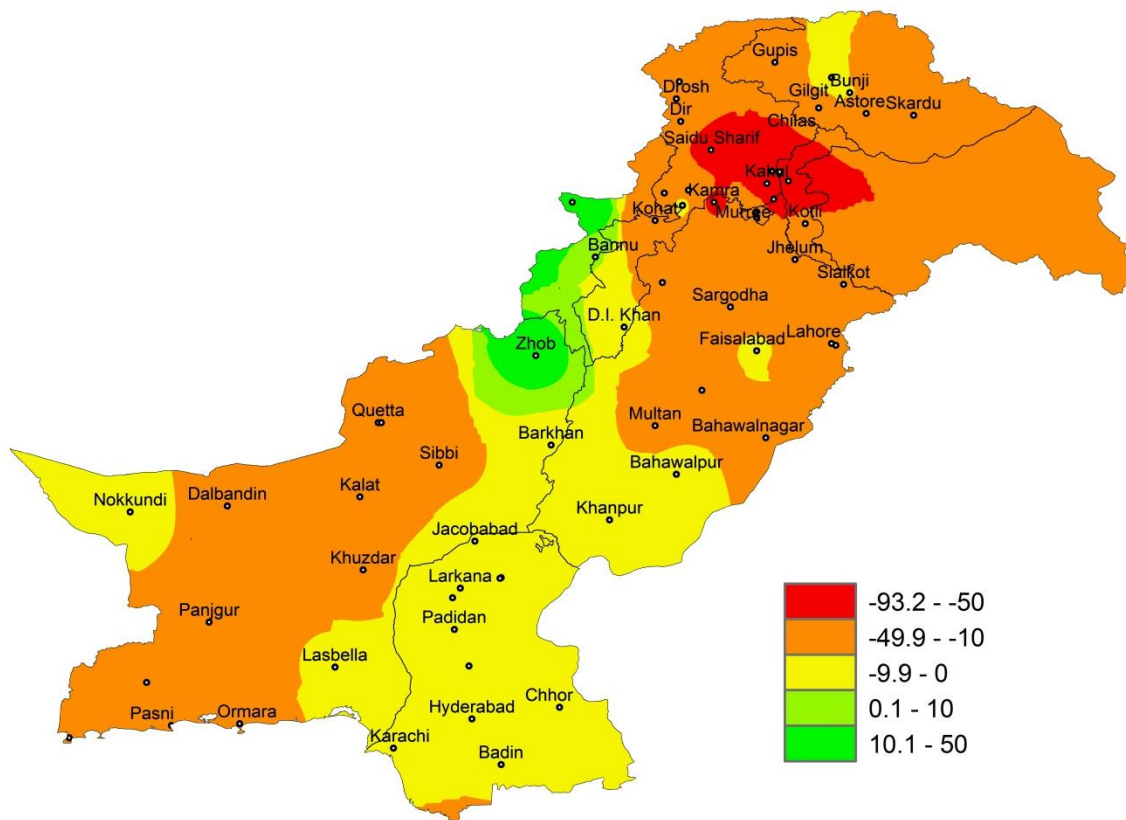 Gupis
Bunji
Drosh
Gilgit
Astore
Skardu
Dir
Chilas
Saidu Sharif
Kakul
Kamra
Kohat
Murree
Kotli
Bannu
Jhelum
Sialkot
Sargodha
D.I. Khan
Zhob
Faisalabad
Lahore
Quetta
Multan
Bahawalnagar
Barkhan
Sibbi
Bahawalpur
Nokkundi
Dalbandin
Kalat
Khanpur
Jacobabad
Khuzdar
Larkana
-93.2 - -50
Panjgur
Padidan
-49.9 - -10
Lasbella
-9.9 - 0
Chhor
Pasni
Ormara
Hyderabad
0.1 - 10
Karachi
Badin
10.1 - 50